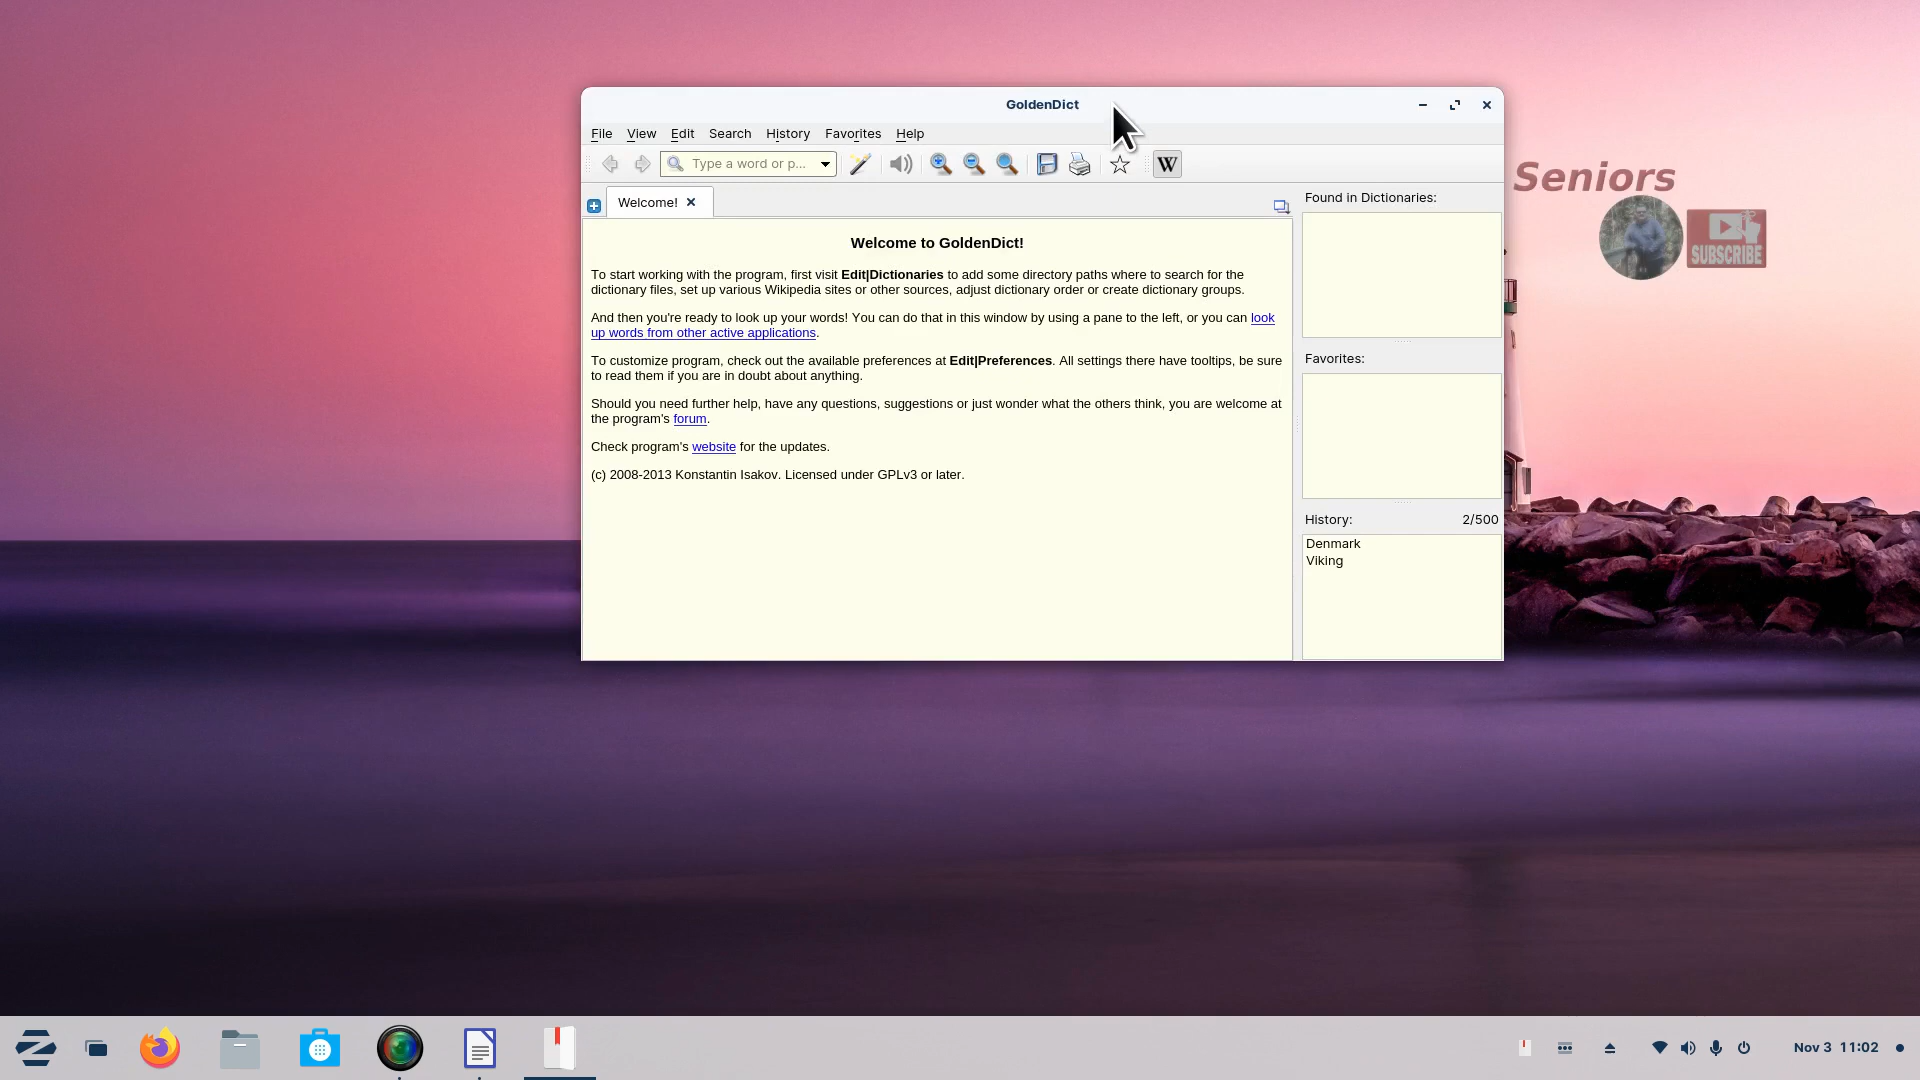 GoldenDict
File View Edit Search History Favorites Help
Type a word or p...
W
Welcome!
Welcome to GoldenDict!
To start working with the program, first visit Edit|Dictionaries to add some directory paths where to search for the
dictionary files, set up various Wikipedia sites or other sources, adjust dictionary order or create dictionary groups.
And then you're ready to look up your words! You can do that in this window by using a pane to the left, or you can look
up words from other active applications.
To customize program, check out the available preferences at Edit|Preferences. All settings there have tooltips, be sure
to read them if you are in doubt about anything.
Should you need further help, have any questions, suggestions or just wonder what the others think, you are welcome at
the program's forum.
Check program's website for the updates.
(c) 2008-2013 Konstantin Isakov. Licensed under GPLv3 or later.
Found in Dictionaries:
Favorites:
History: 2/500
Denmark
Viking
Seniors
SUBSCRIBE
Nov 3 11:02